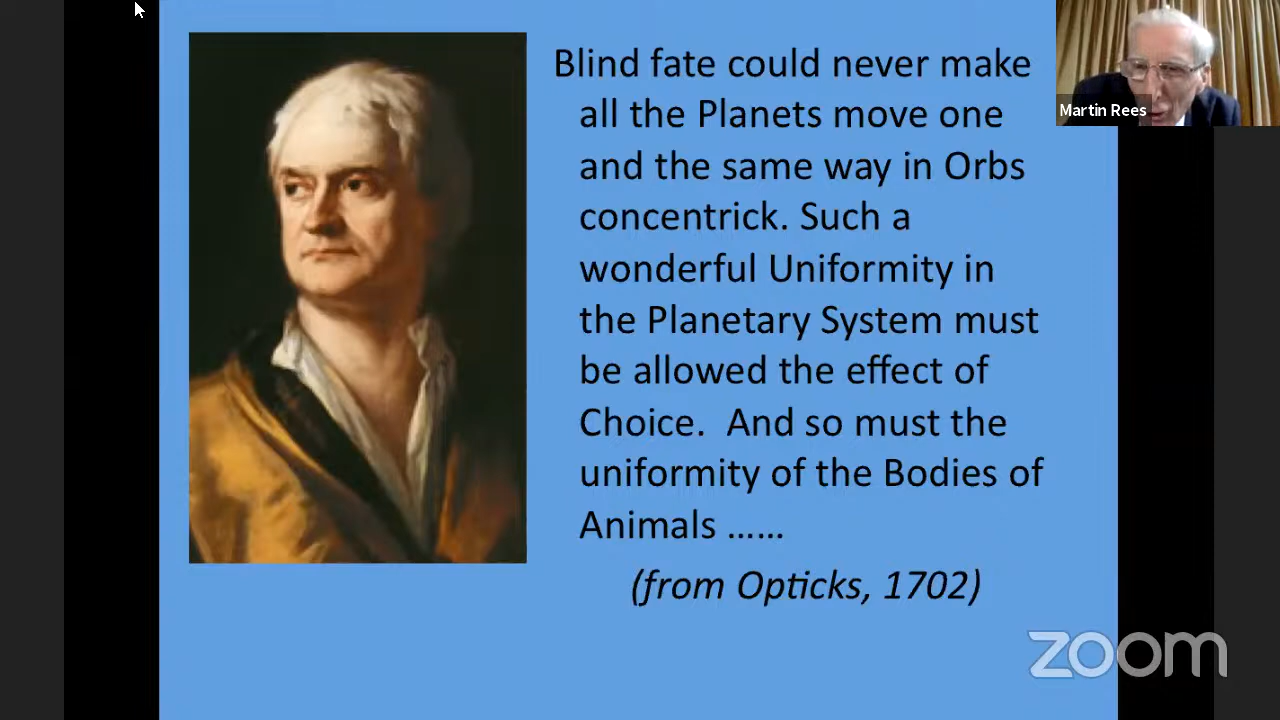 Blind fate could never make
all the Planets move one
and the same way in Orbs
concentrick. Such a
wonderful Uniformity in
the Planetary System must
be allowed the effect of
Choice.  And so must the
uniformity of the Bodies of
Animals ......
(from Opticks, 1702)
Martin Rees
zoom